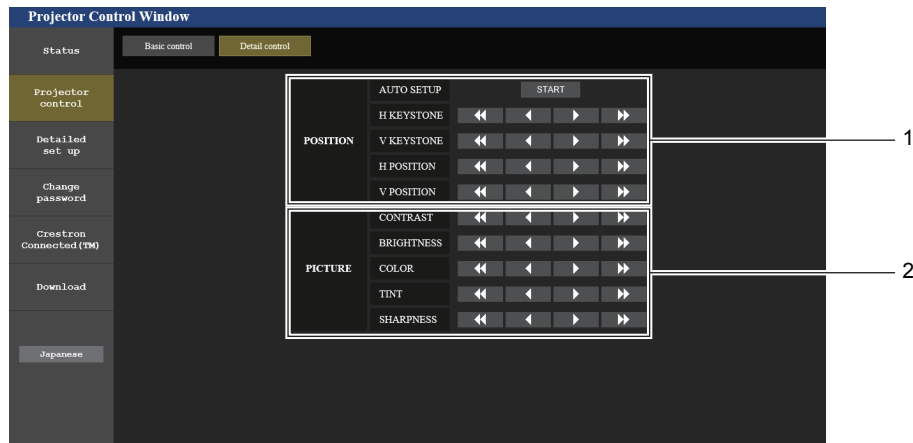 Projector Control Window
Status
Basic control
Detail control
Projector
control
Detailed
set up
Change
password
Crestron
Connected(TM)
Download
Japanese
POSITION
AUTO SETUP
START
H KEYSTONE
V KEYSTONE
H POSITION
V POSITION
1
PICTURE
CONTRAST
BRIGHTNESS
COLOR
TINT
SHARPNESS
2